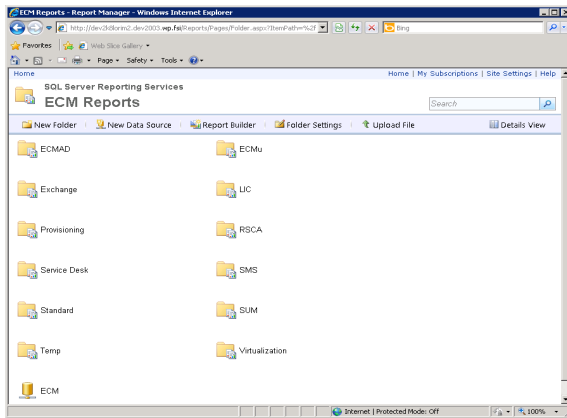 ECM Reports - Report Manager - Windows Internet Explorer
http://dev2k8orim2.dev2003.wp.fsi/Reports/Pages/Folder.aspx?ItemPath=%2f
Bing
Favorites Web Slice Gallery
Page Safety Tools
Home
Home | My Subscriptions | Site Settings | Help
SQL Server Reporting Services
ECM Reports
Search
New Folder New Data Source Report Builder Folder Settings Upload File Details View
ECMAD ECMu
Exchange LIC
Provisioning RSCA
Service Desk SMS
Standard SUM
Temp Virtualization
ECM
Internet | Protected Mode: Off 100%